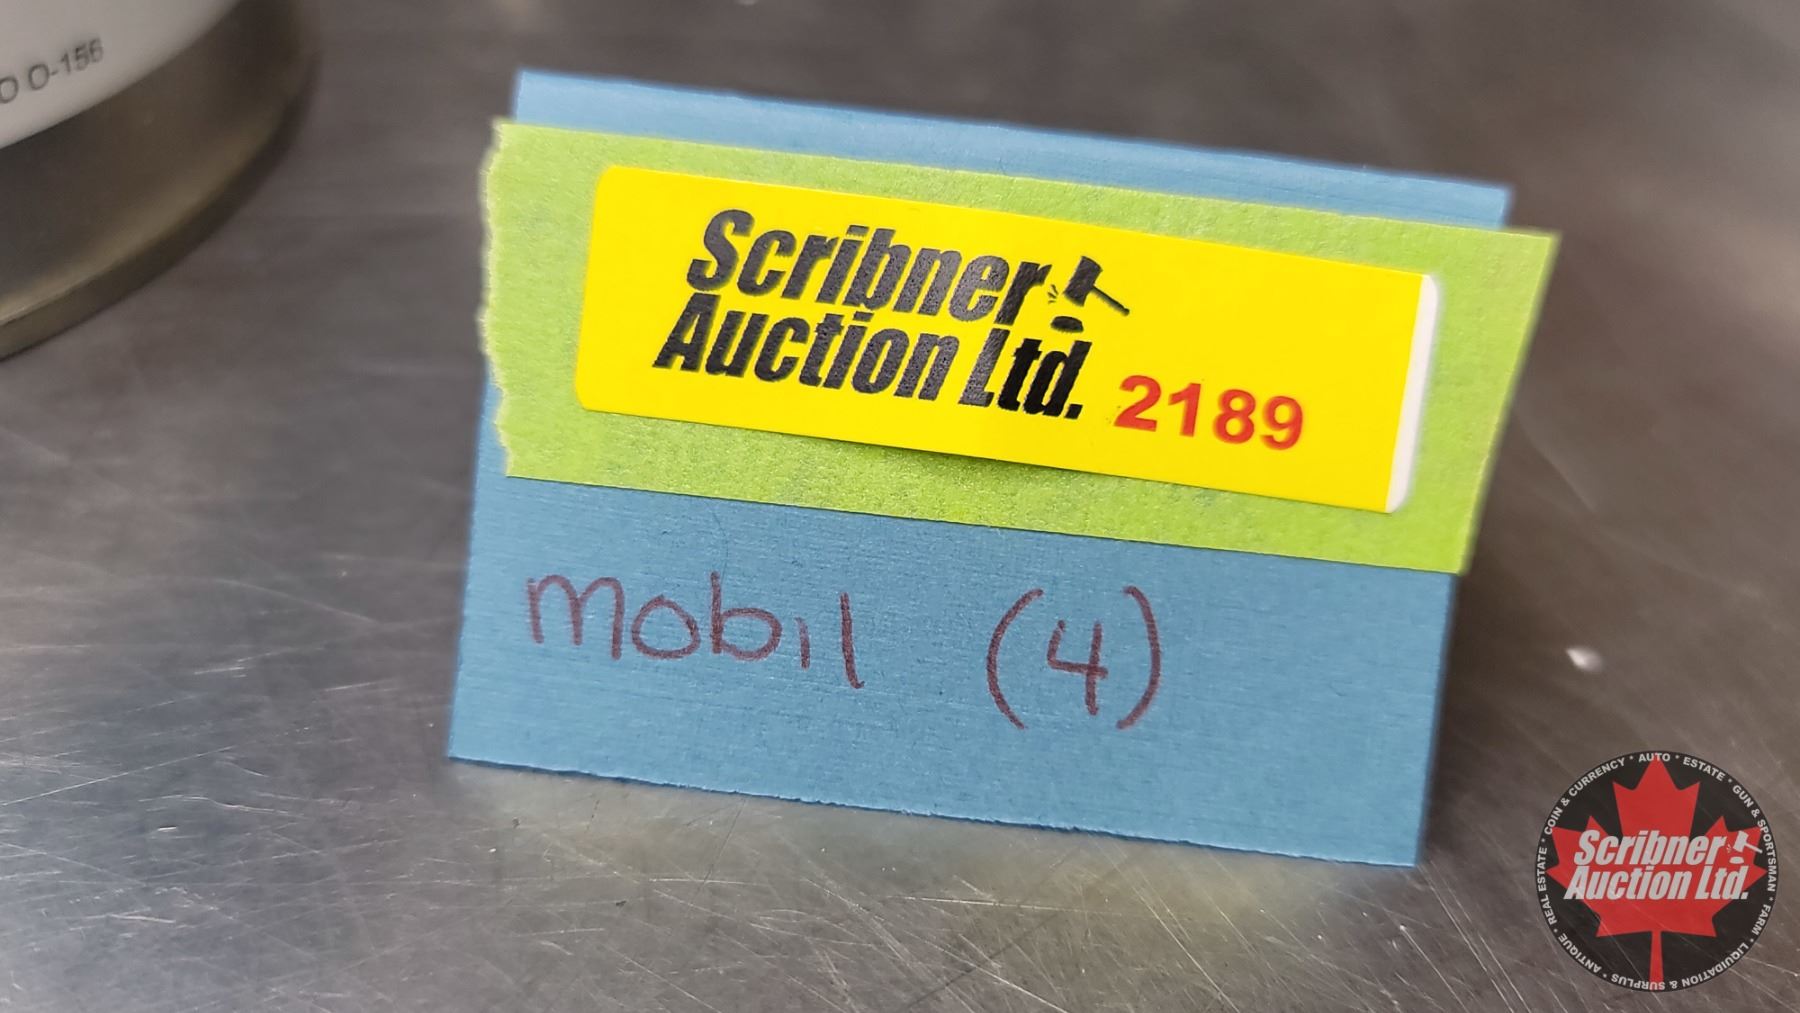 O-156
Scribner
Auction Ltd. 2189
mobil (4)
REAL ESTATE * COIN & CURRENCY * AUTO * ESTATE * GUN & SPORTSMAN * FARM * LIQUIDATION & SURPLUS * ANTIQUE *
Scribner
Auction Ltd.